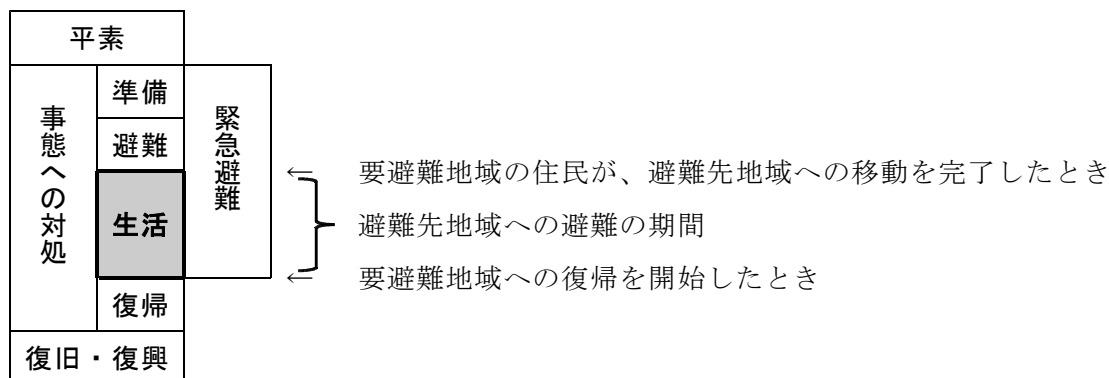 平素
事態への対処
準備
避難
生活
復帰
緊急避難
復旧・復興
← 要避難地域の住民が、避難先地域への移動を完了したとき
避難先地域への避難の期間
← 要避難地域への復帰を開始したとき